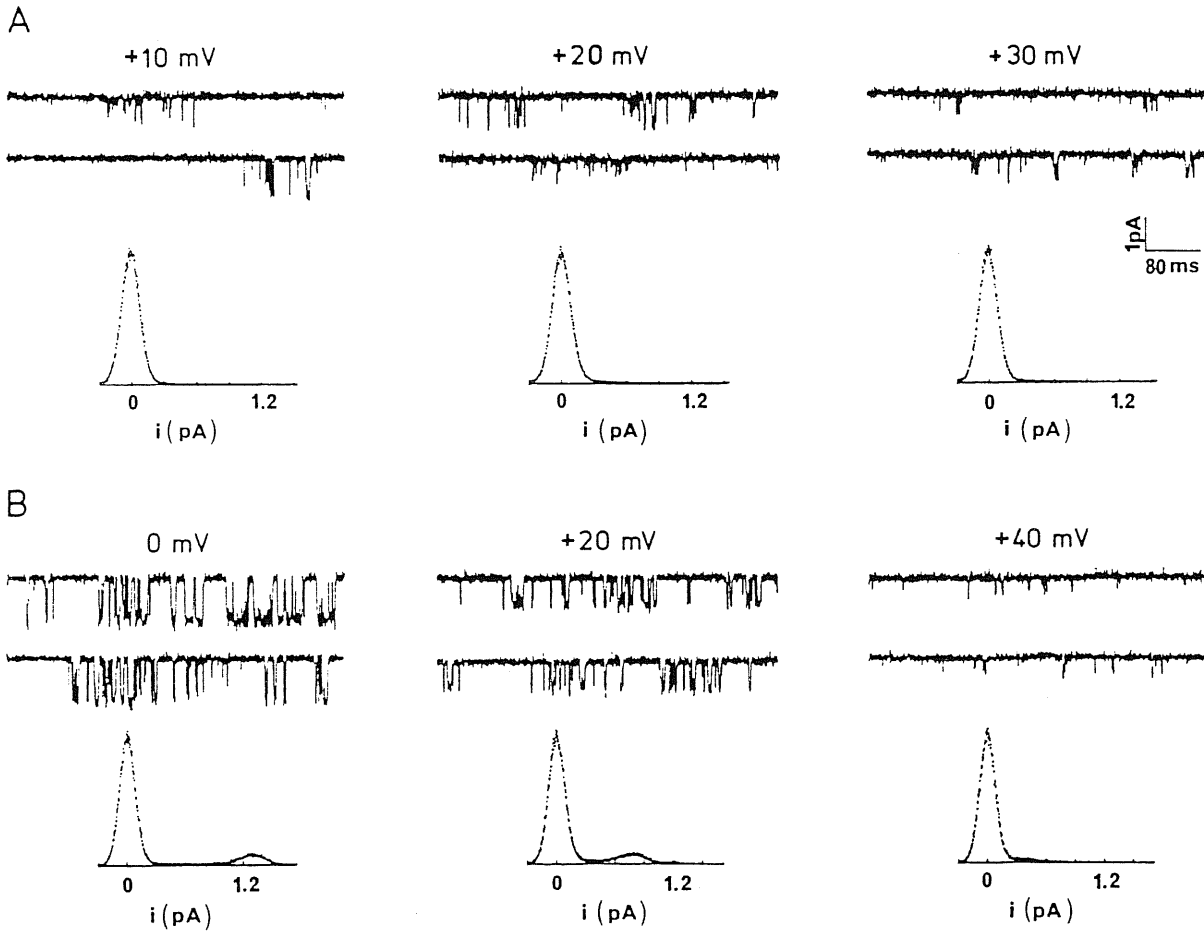 A
+10 mV +20 mV +30 mV
1pA
80 ms
0 1.2 0 1.2 0 1.2
i (pA) i (pA) i (pA)
B
0 mV +20 mV +40 mV
0 1.2 0 1.2 0 1.2
i (pA) i (pA) i (pA)